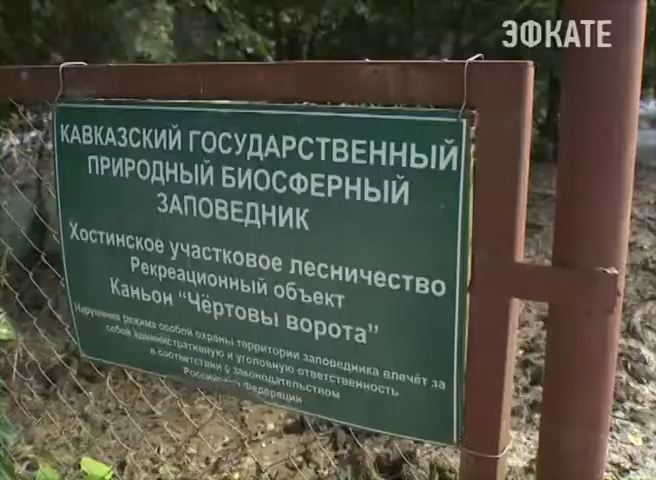 ЭФКАТЕ
КАВКАЗСКИЙ ГОСУДАРСТВЕННЫЙ
ПРИРОДНЫЙ БИОСФЕРНЫЙ
ЗАПОВЕДНИК
Хостинское участковое лесничество
Рекреационный объект
Каньон "Чёртовы ворота"
Нарушения режима особой охраны территории заповедника влечёт за
собой административную и уголовную ответственность
в соответствии с законодательством
Российской Федерации